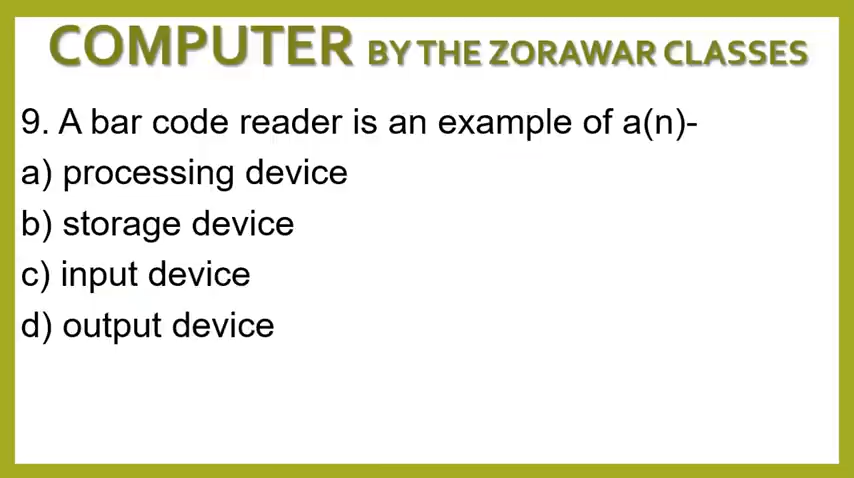 COMPUTER BY THE ZORAWAR CLASSES
9. A bar code reader is an example of a(n)-
a) processing device
b) storage device
c) input device
d) output device